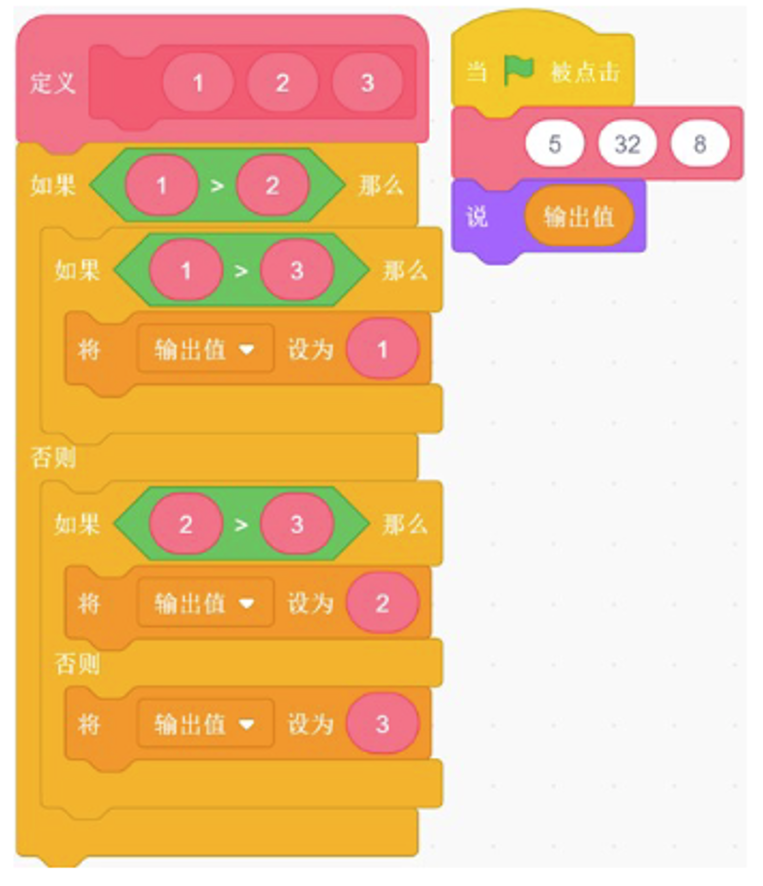 定义 1 2 3
如果 1 > 2 那么
如果 1 > 3 那么
将 输出值 设为 1
否则
如果 2 > 3 那么
将 输出值 设为 2
否则
将 输出值 设为 3
当 被点击
5 32 8
说 输出值